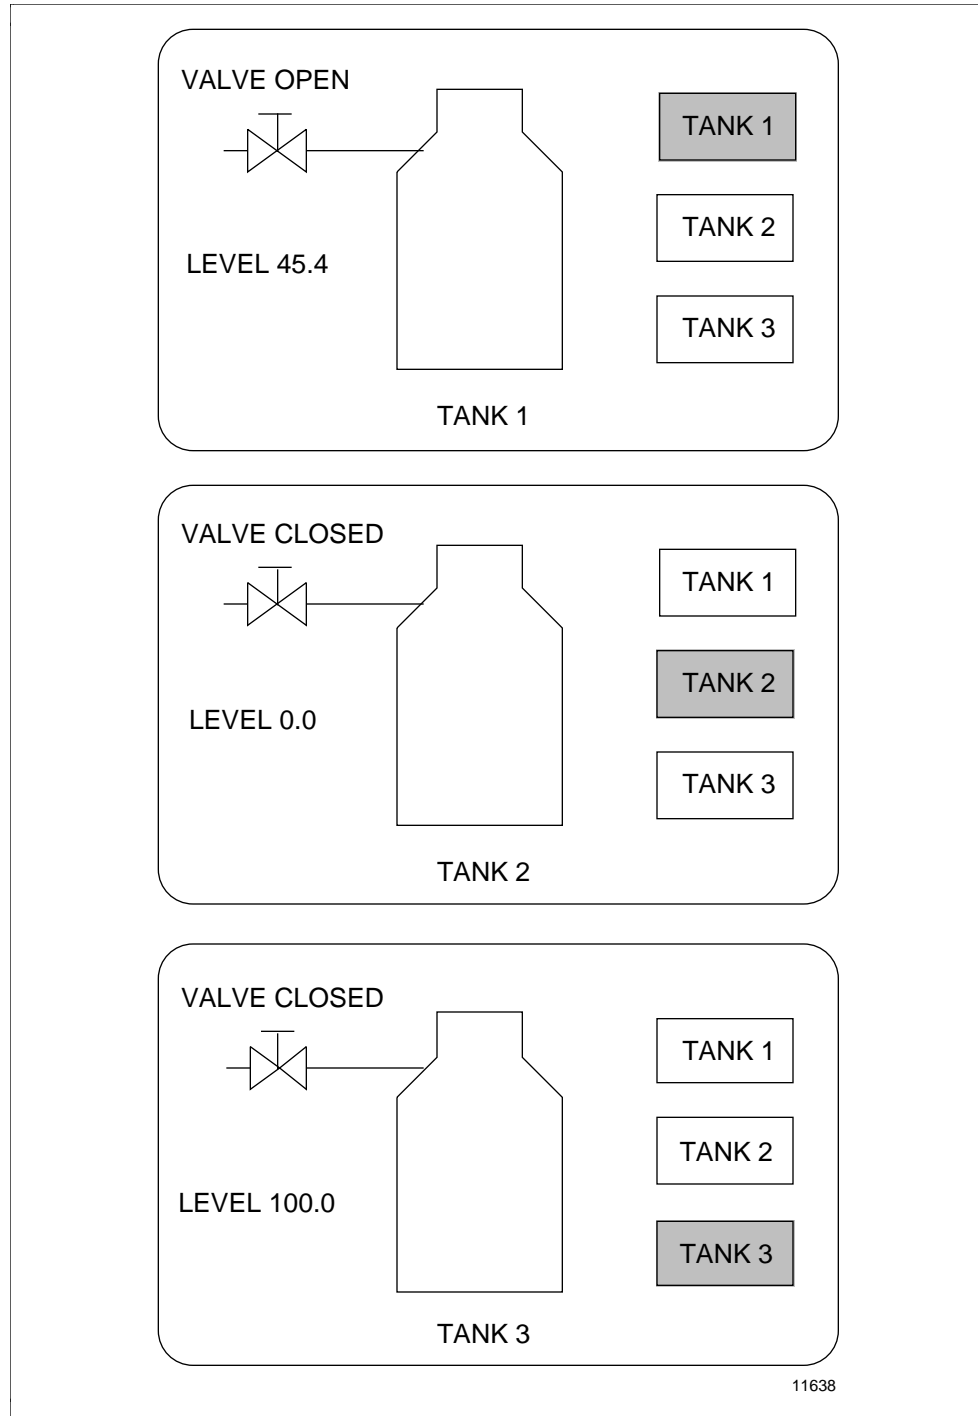 VALVE OPEN
TANK 1
TANK 2
LEVEL 45.4
TANK 3
TANK 1
VALVE CLOSED
TANK 1
TANK 2
LEVEL 0.0
TANK 3
TANK 2
VALVE CLOSED
TANK 1
TANK 2
LEVEL 100.0
TANK 3
TANK 3
11638